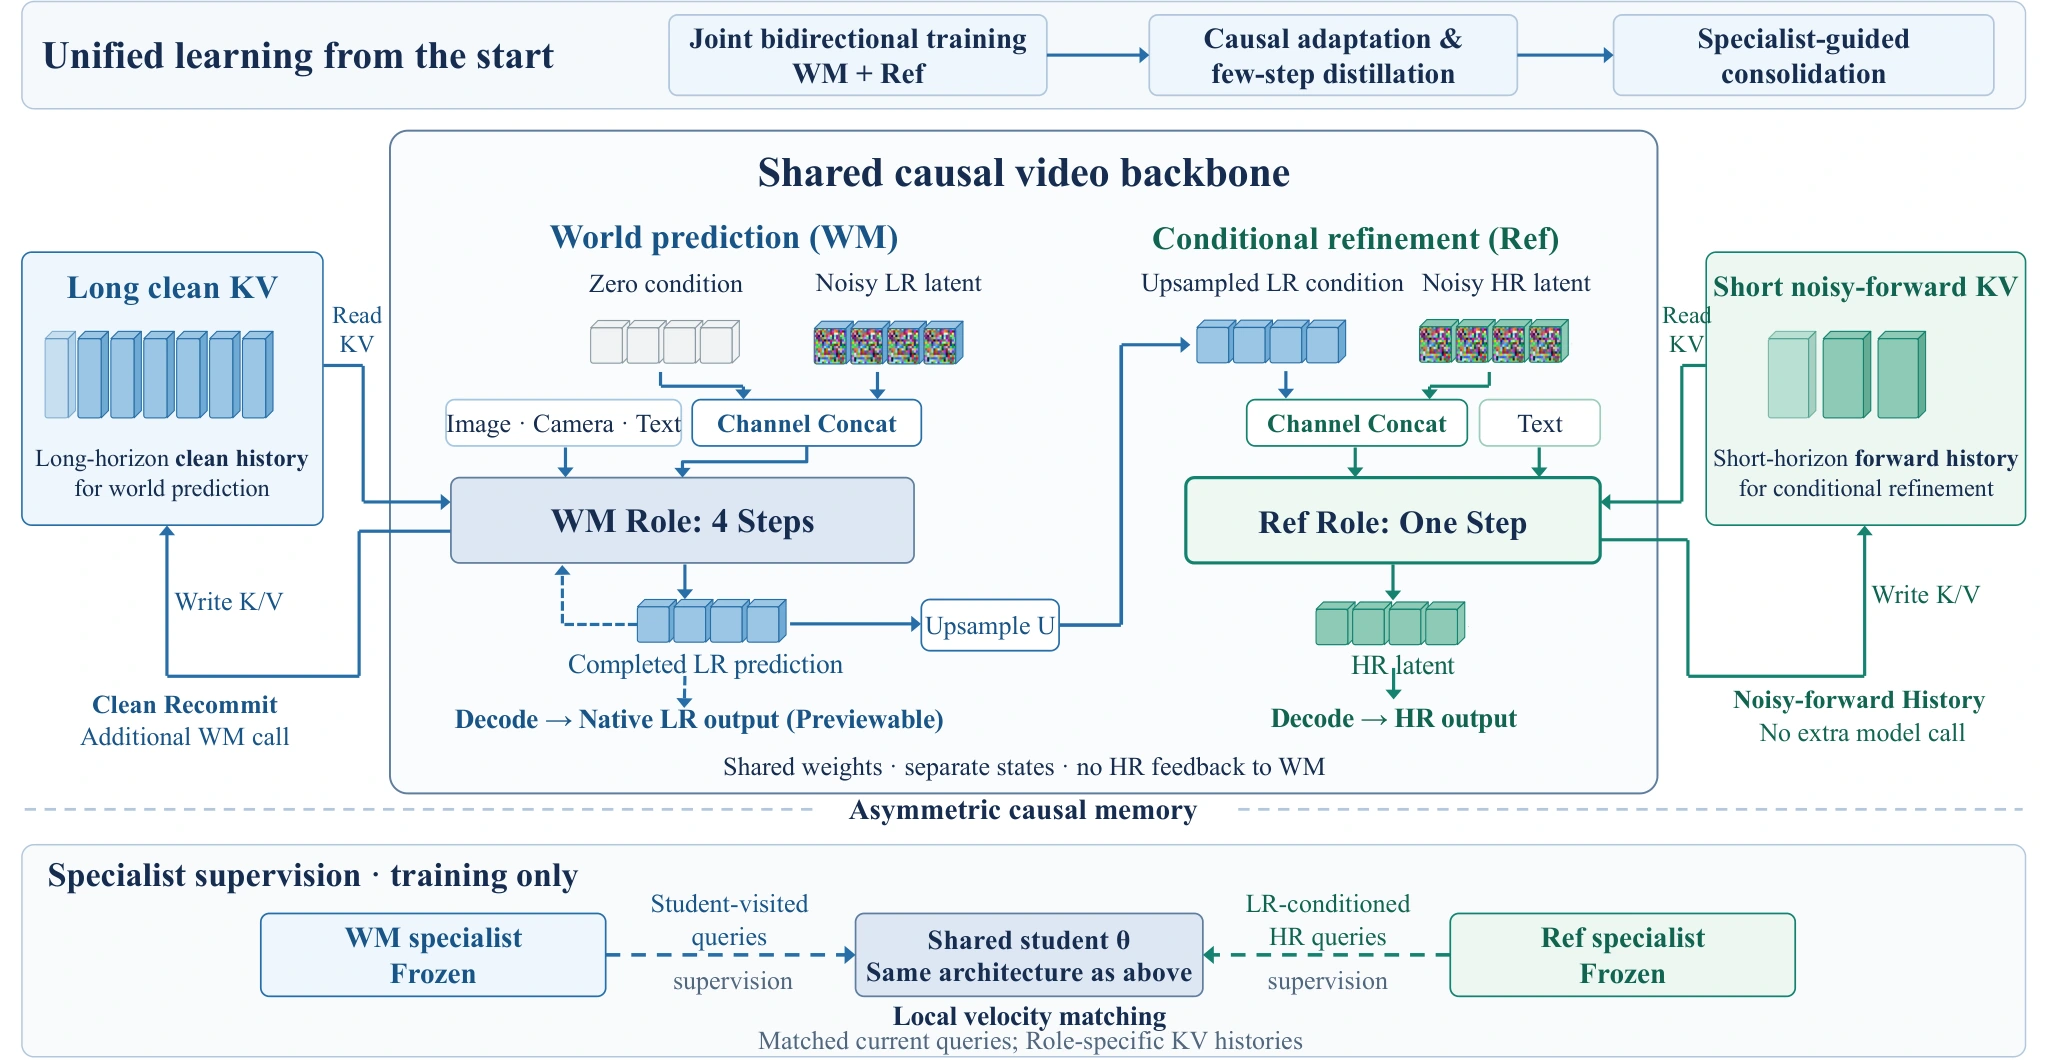 Unified learning from the start
Joint bidirectional training
WM + Ref
Causal adaptation &
few-step distillation
Specialist-guided
consolidation
Shared causal video backbone
World prediction (WM)
Conditional refinement (Ref)
Zero condition
Noisy LR latent
Upsampled LR condition
Noisy HR latent
Long clean KV
Long-horizon clean history
for world prediction
Read
KV
Image · Camera · Text
Channel Concat
Channel Concat
Text
Read
KV
Short noisy-forward KV
Short-horizon forward history
for conditional refinement
WM Role: 4 Steps
Ref Role: One Step
Write K/V
Clean Recommit
Additional WM call
Completed LR prediction
Upsample U
Decode → Native LR output (Previewable)
HR latent
Decode → HR output
Write K/V
Noisy-forward History
No extra model call
Shared weights · separate states · no HR feedback to WM
Asymmetric causal memory
Specialist supervision · training only
WM specialist
Frozen
Student-visited
queries
supervision
Shared student θ
Same architecture as above
LR-conditioned
HR queries
supervision
Ref specialist
Frozen
Local velocity matching
Matched current queries; Role-specific KV histories